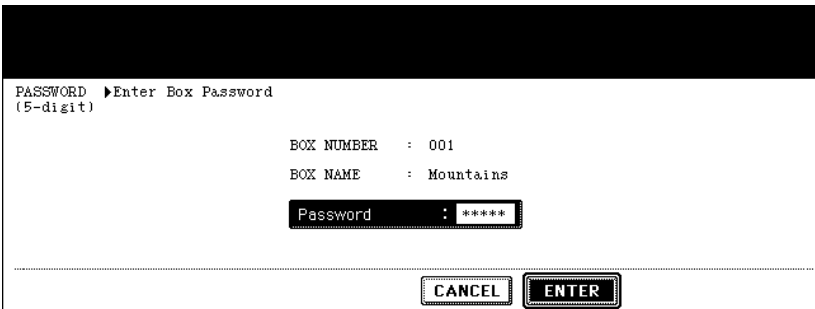 PASSWORD ▶Enter Box Password
(5-digit)
BOX NUMBER : 001
BOX NAME : Mountains
Password : *****
CANCEL ENTER